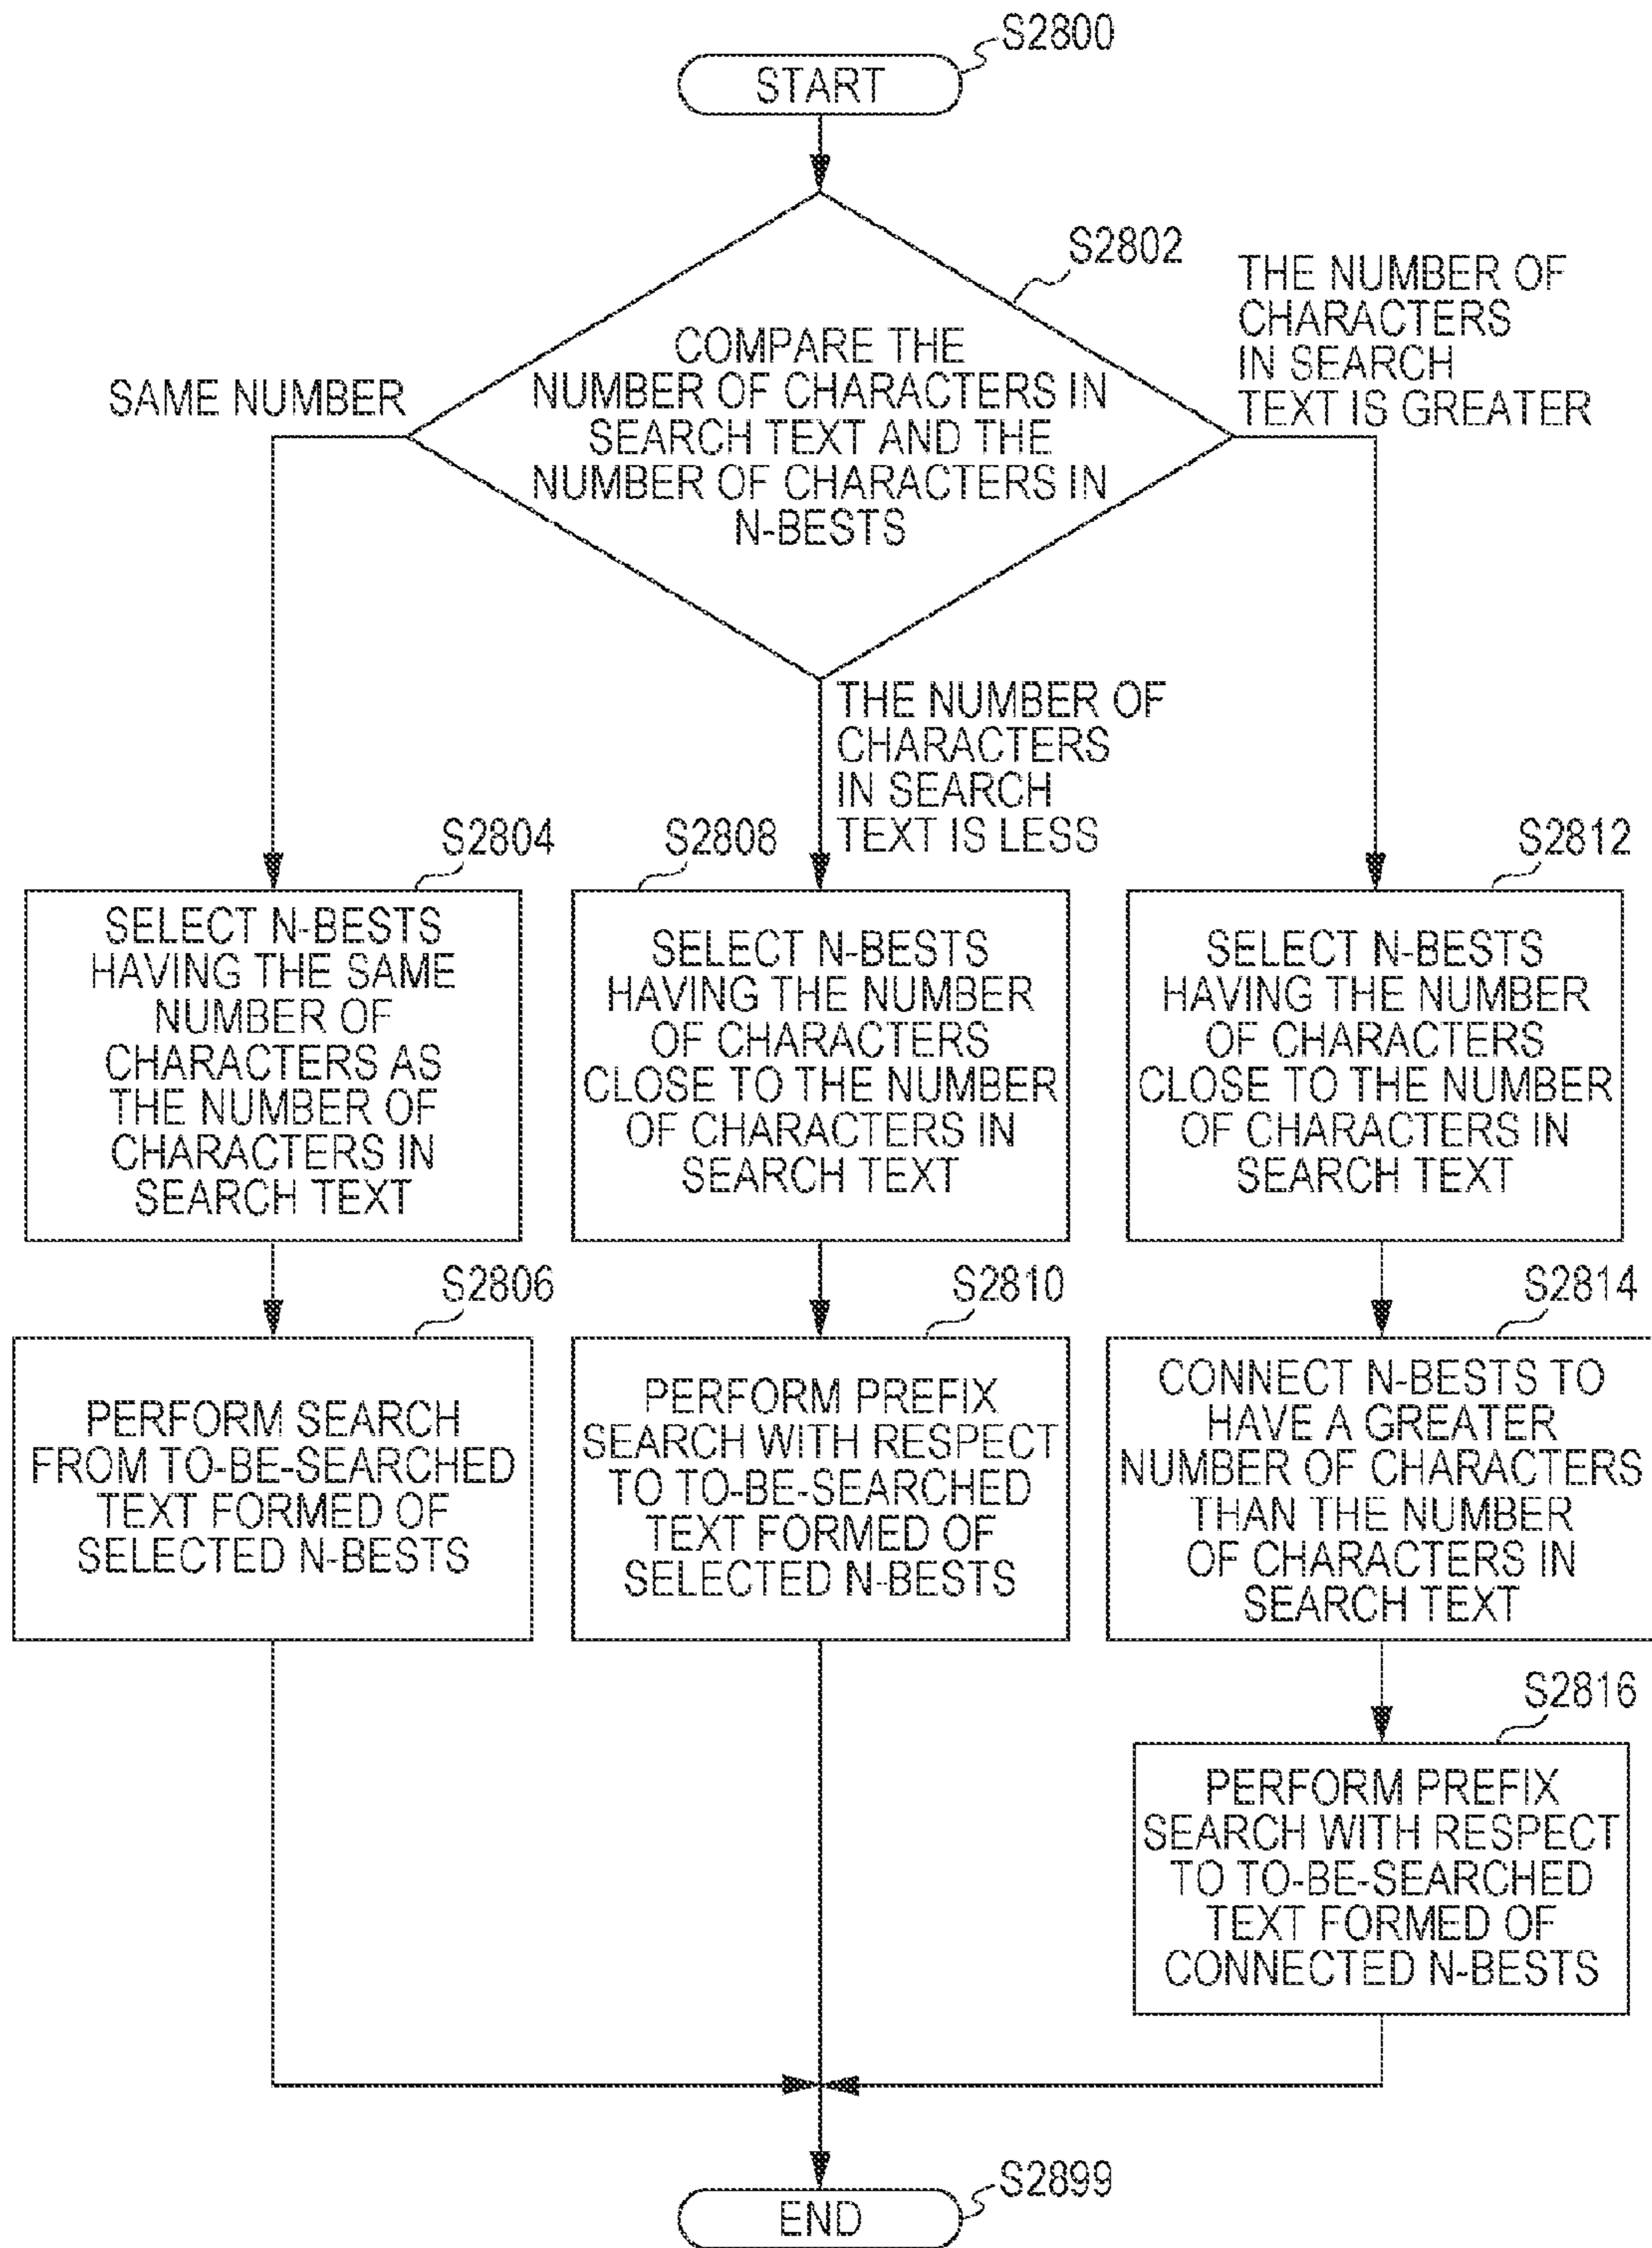 S2800
START
S2802
COMPARE THE
NUMBER OF CHARACTERS IN
SEARCH TEXT AND THE
NUMBER OF CHARACTERS IN
N-BESTS
SAME NUMBER
THE NUMBER OF
CHARACTERS
IN SEARCH
TEXT IS GREATER
THE NUMBER OF
CHARACTERS
IN SEARCH
TEXT IS LESS
S2804
SELECT N-BESTS
HAVING THE SAME
NUMBER OF
CHARACTERS AS
THE NUMBER OF
CHARACTERS IN
SEARCH TEXT
S2808
SELECT N-BESTS
HAVING THE NUMBER
OF CHARACTERS
CLOSE TO THE NUMBER
OF CHARACTERS IN
SEARCH TEXT
S2812
SELECT N-BESTS
HAVING THE NUMBER
OF CHARACTERS
CLOSE TO THE NUMBER
OF CHARACTERS IN
SEARCH TEXT
S2806
PERFORM SEARCH
FROM TO-BE-SEARCHED
TEXT FORMED OF
SELECTED N-BESTS
S2810
PERFORM PREFIX
SEARCH WITH RESPECT
TO TO-BE-SEARCHED
TEXT FORMED OF
SELECTED N-BESTS
S2814
CONNECT N-BESTS TO
HAVE A GREATER
NUMBER OF CHARACTERS
THAN THE NUMBER
OF CHARACTERS IN
SEARCH TEXT
S2816
PERFORM PREFIX
SEARCH WITH RESPECT
TO TO-BE-SEARCHED
TEXT FORMED OF
CONNECTED N-BESTS
S2899
END